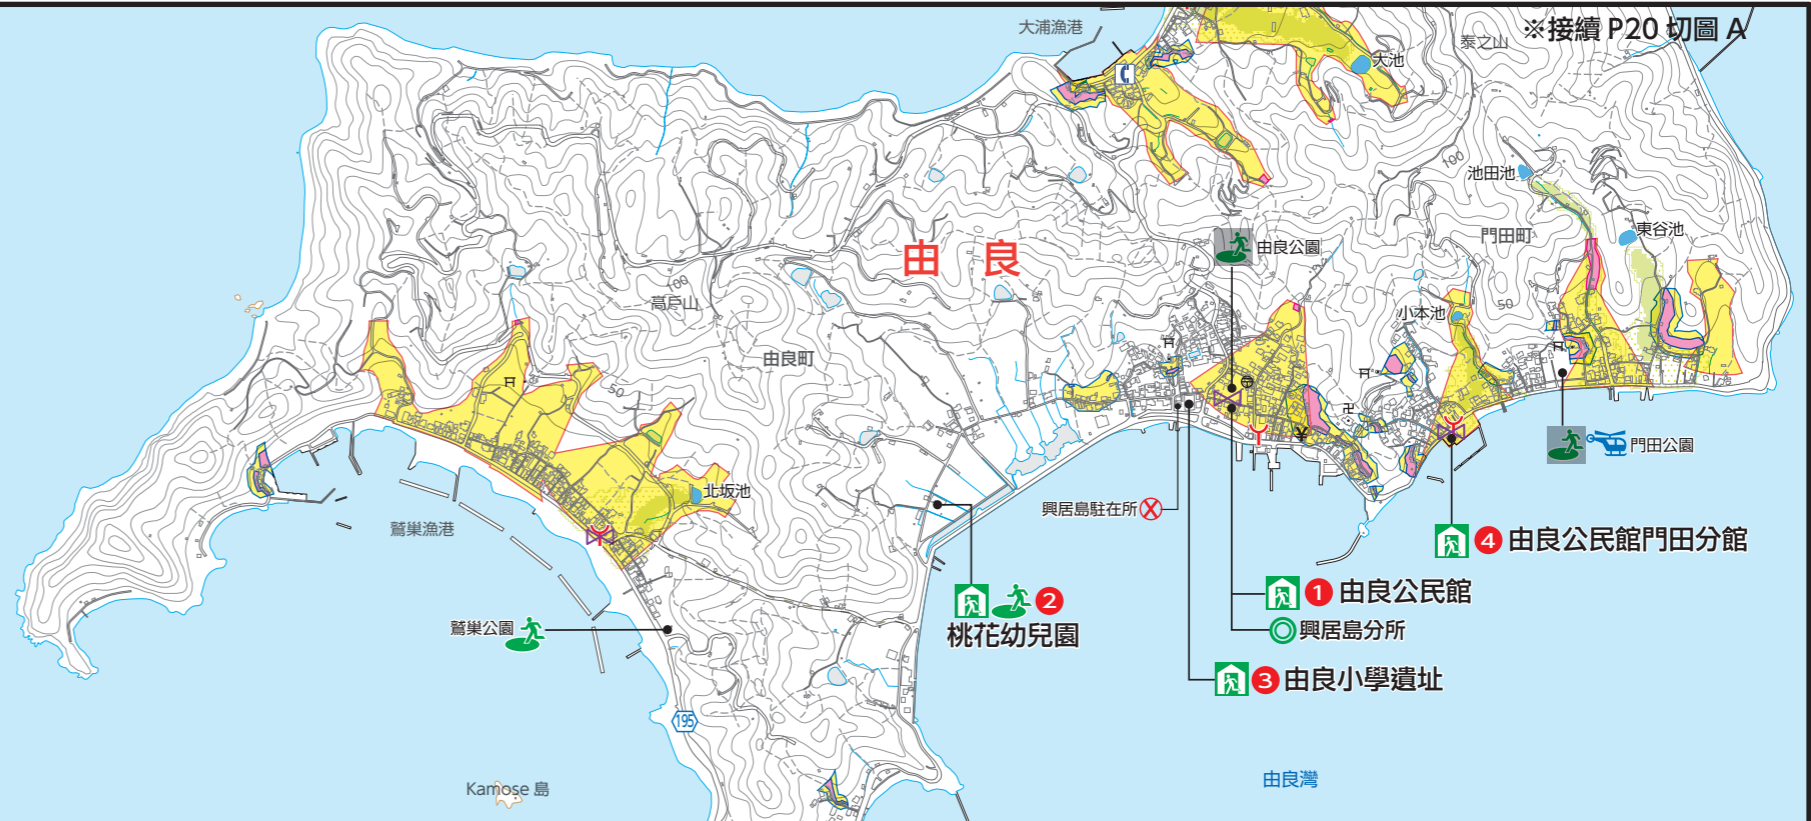 ※接續 P20 切圖 A
大浦漁港
泰之山
大池
100
池田池
門田町
東谷池
由良
由良公園
100
高戶山
50
小本池
由良町
50
北坂池
門田公園
鷲巢漁港
興居島駐在所
4 由良公民館門田分館
1 由良公民館
2
桃花幼兒園
鷲巢公園
興居島分所
3 由良小學遺址
195
Kamose 島
由良灣